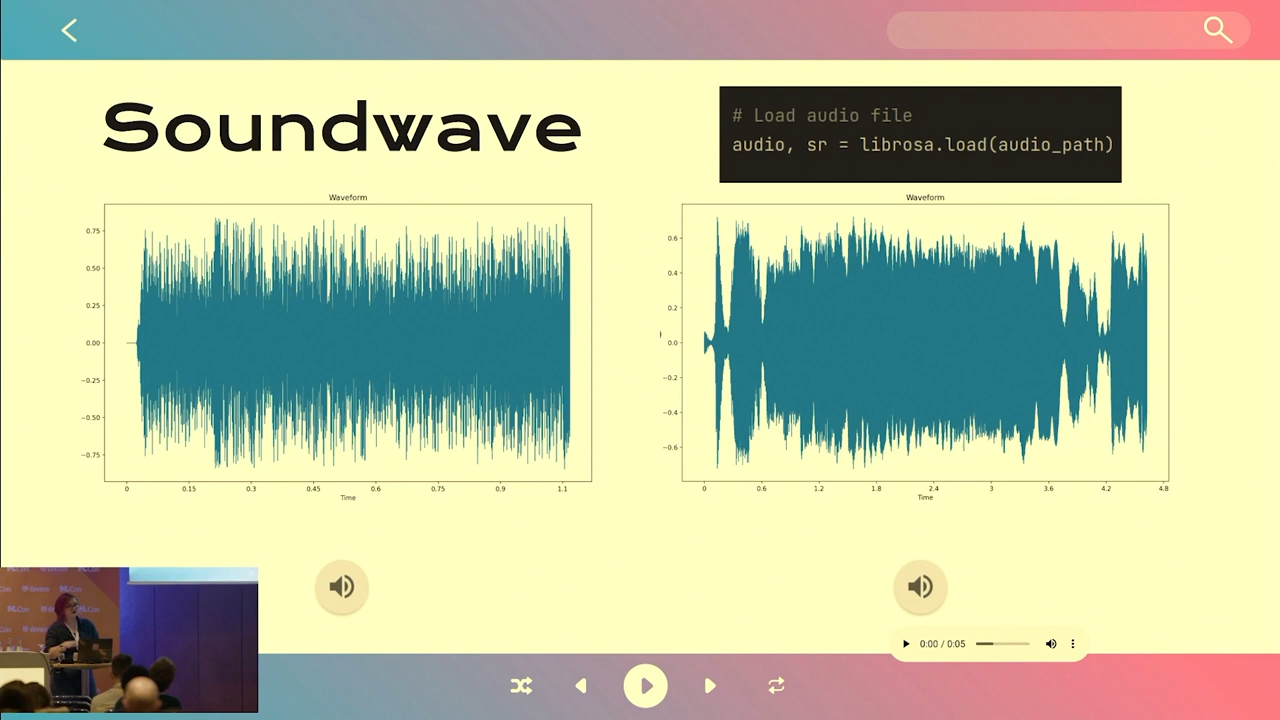 Soundwave
# Load audio file
audio, sr = librosa.load(audio_path)
Waveform
0.75
0.50
0.25
0.00
−0.25
−0.50
−0.75
0 0.15 0.3 0.45 0.6 0.75 0.9 1.1
Time
Waveform
0.6
0.4
0.2
0.0
−0.2
−0.4
−0.6
0 0.6 1.2 1.8 2.4 3 3.6 4.2 4.8
Time
0:00 / 0:05